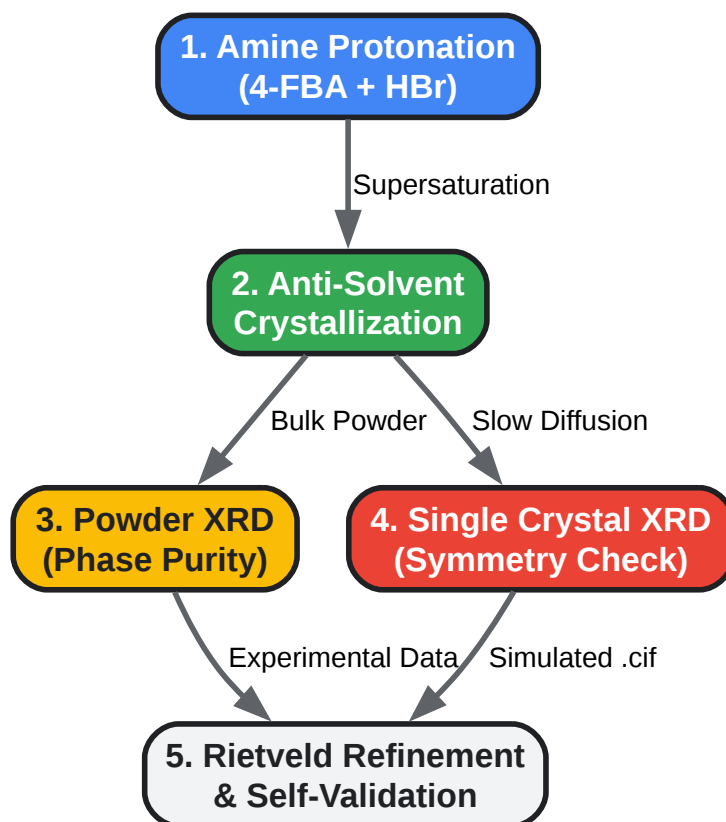 1. Amine Protonation
(4-FBA + HBr)
Supersaturation
2. Anti-Solvent
Crystallization
Bulk Powder
Slow Diffusion
3. Powder XRD
(Phase Purity)
4. Single Crystal XRD
(Symmetry Check)
Experimental Data
Simulated .cif
5. Rietveld Refinement
& Self-Validation